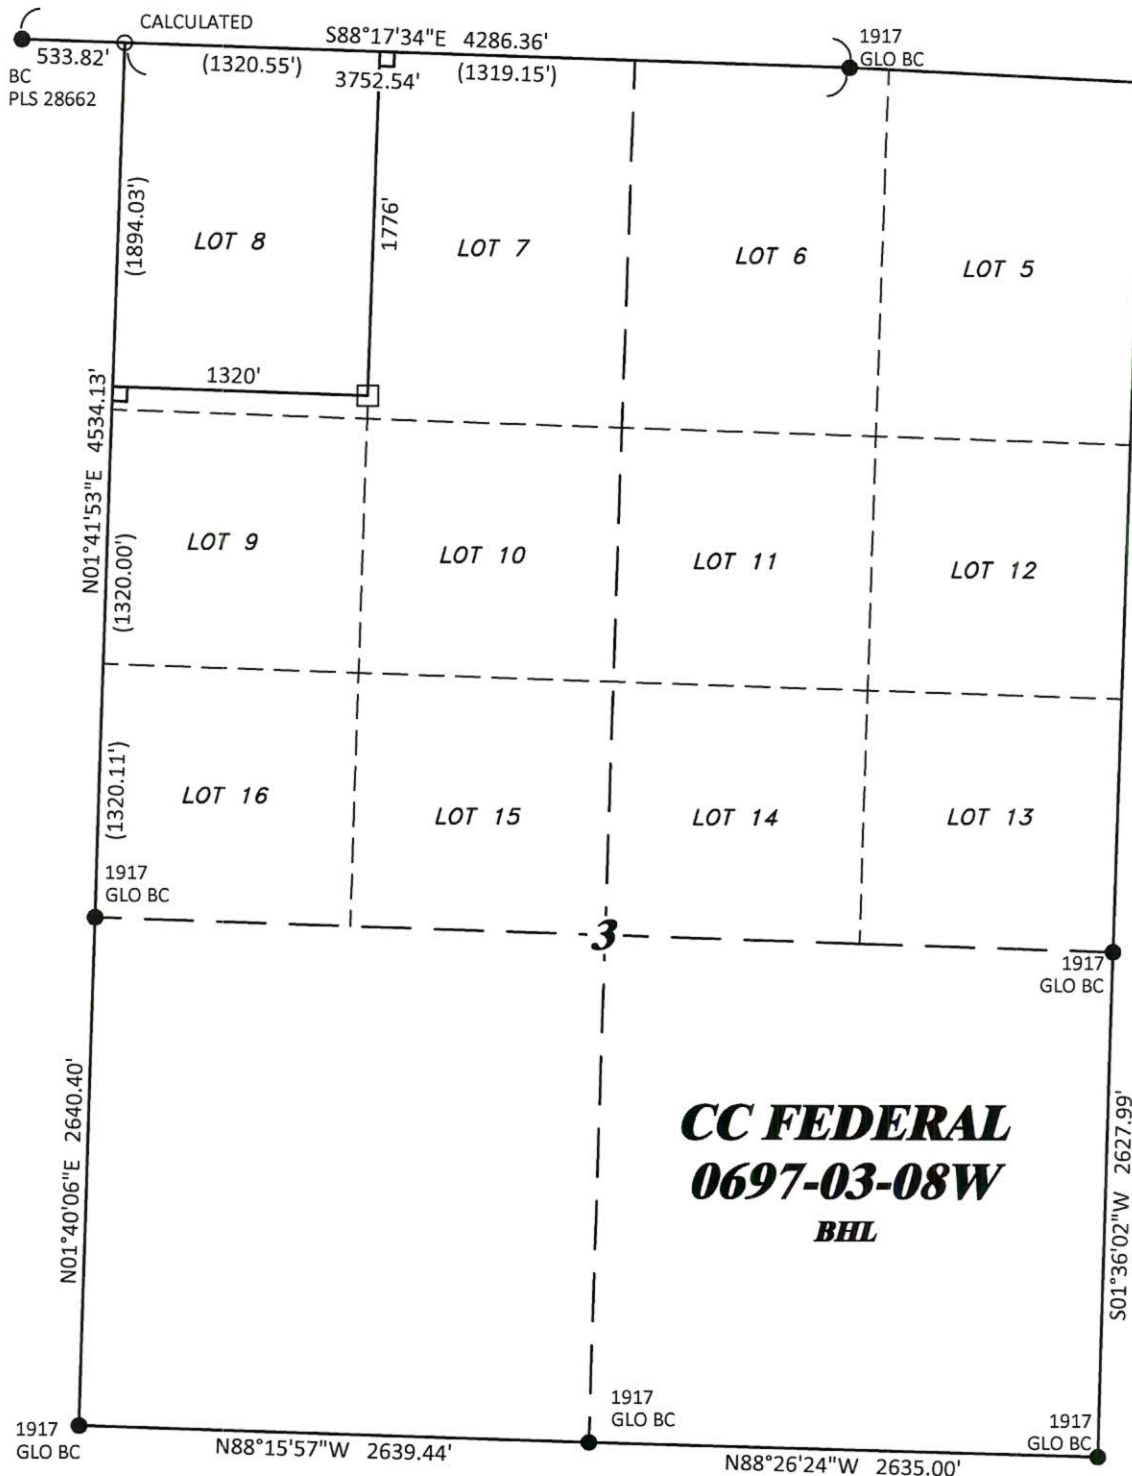 CALCULATED
S88°17'34"E 4286.36'
1917
GLO BC
533.82'
(1320.55')
3752.54'
(1319.15')
BC
PLS 28662
(1894.03')
1776'
LOT 8
LOT 7
LOT 6
LOT 5
1320'
N01°41'53"E 4534.13'
LOT 9
LOT 10
LOT 11
LOT 12
(1320.00')
(1320.11')
LOT 16
LOT 15
LOT 14
LOT 13
1917
GLO BC
3
1917
GLO BC
N01°40'06"E 2640.40'
CC FEDERAL
0697-03-08W
BHL
S01°36'02"W 2627.99'
1917
GLO BC
1917
GLO BC
1917
GLO BC
N88°15'57"W 2639.44'
N88°26'24"W 2635.00'